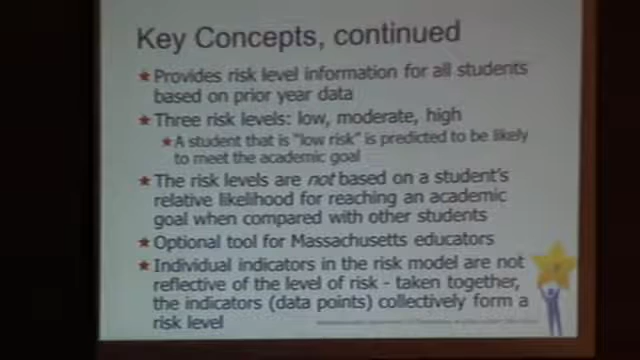 Key Concepts, continued
Provides risk level information for all students
based on prior year data
Three risk levels: low, moderate, high
A student that is "low risk" is predicted to be likely
to meet the academic goal
The risk levels are not based on a student's
relative likelihood for reaching an academic
goal when compared with other students
Optional tool for Massachusetts educators
Individual indicators in the risk model are not
reflective of the level of risk - taken together,
the indicators (data points) collectively form a
risk level